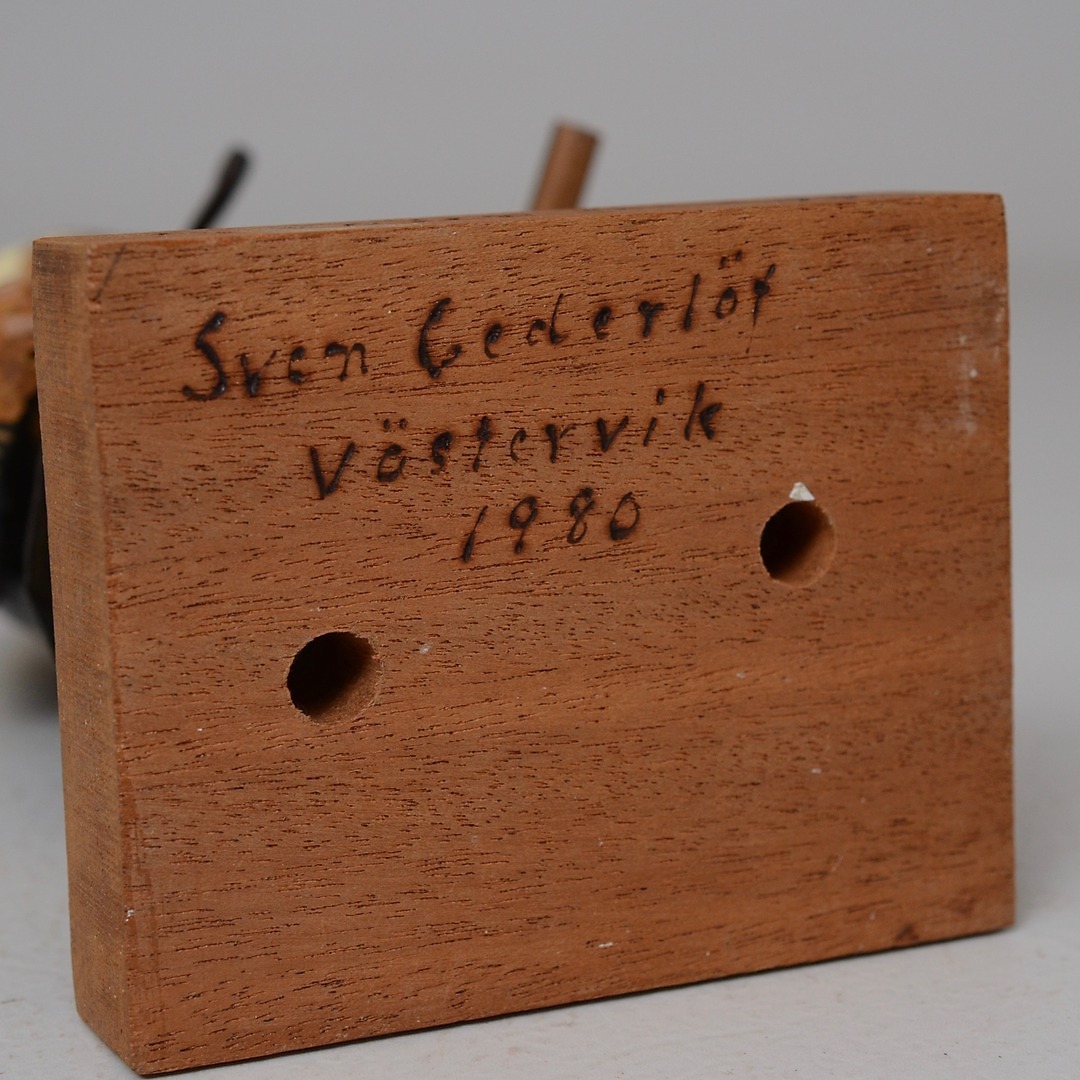 Sven Cederlöf
Västervik
1980